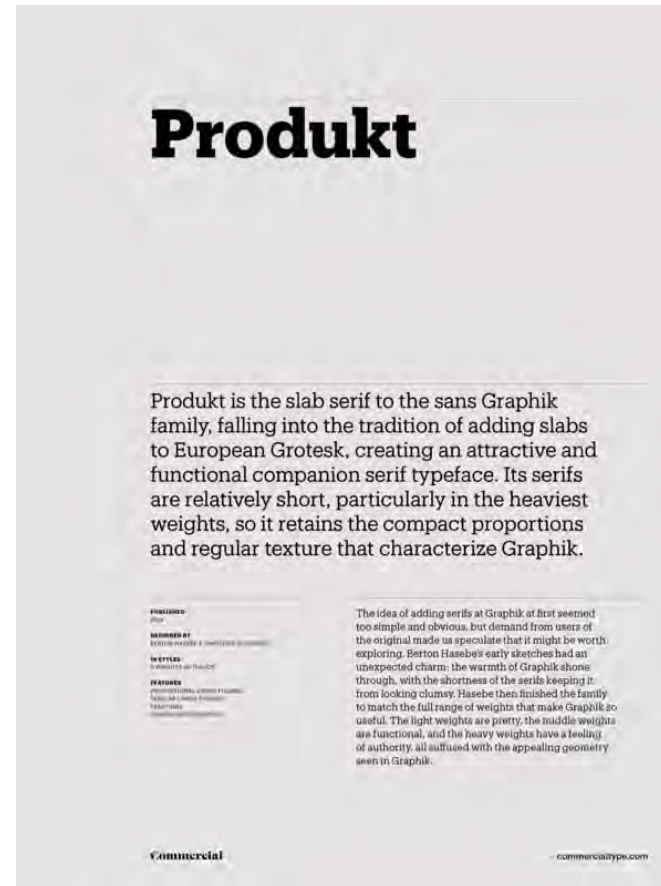 Produkt
Produkt is the slab serif to the sans Graphik
family, falling into the tradition of adding slabs
to European Grotesk, creating an attractive and
functional companion serif typeface. Its serifs
are relatively short, particularly in the heaviest
weights, so it retains the compact proportions
and regular texture that characterize Graphik.
PUBLISHED
DESIGNED BY
STYLES
FEATURES
The idea of adding serifs at Graphik at first seemed
too simple and obvious, but demand from users of
the original made us speculate that it might be worth
exploring. Berton Hasebe's early sketches had an
unexpected charm: the warmth of Graphik shone
through, with the shortness of the serifs keeping it
from looking clumsy. Hasebe then finished the family
to match the full range of weights that make Graphik so
useful. The light weights are pretty, the middle weights
are functional, and the heavy weights have a feeling
of authority, all suffused with the appealing geometry
seen in Graphik.
Commercial
commercialtype.com